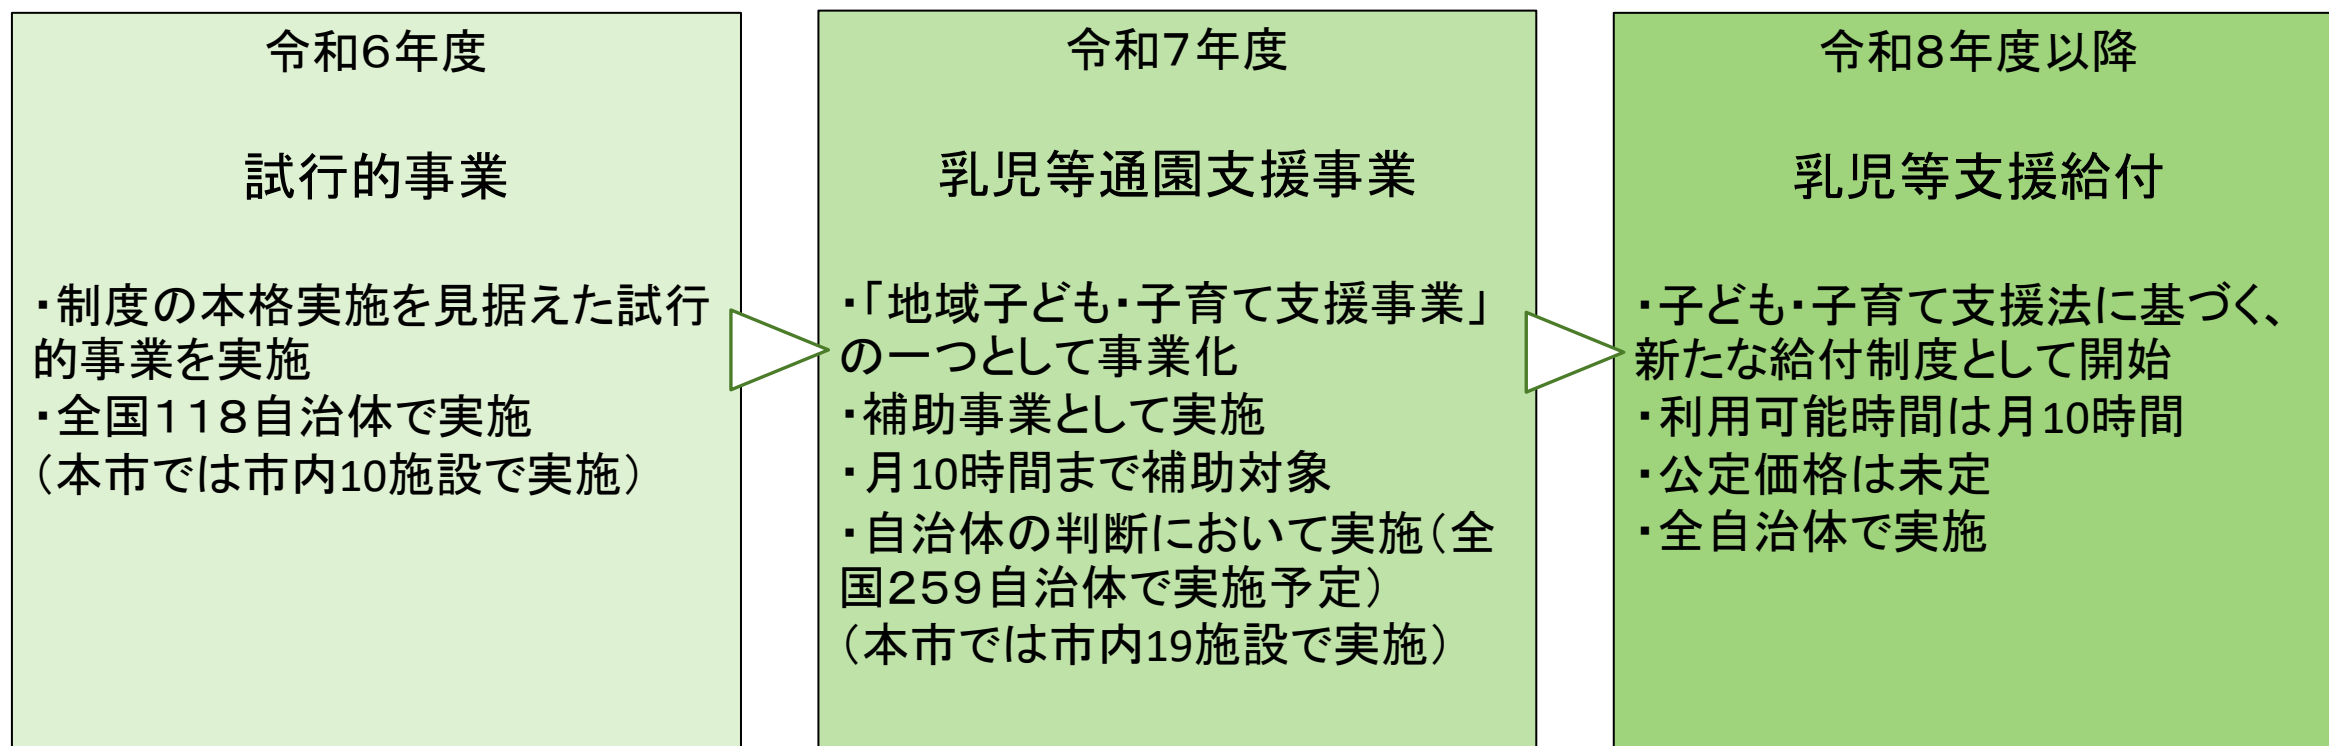 令和６年度
試行的事業
・制度の本格実施を見据えた試行
的事業を実施
・全国１１８自治体で実施
（本市では市内10施設で実施）
令和７年度
乳児等通園支援事業
・「地域子ども・子育て支援事業」
の一つとして事業化
・補助事業として実施
・月10時間まで補助対象
・自治体の判断において実施（全
国２５９自治体で実施予定）
（本市では市内19施設で実施）
令和８年度以降
乳児等支援給付
・子ども・子育て支援法に基づく、
新たな給付制度として開始
・利用可能時間は月10時間
・公定価格は未定
・全自治体で実施